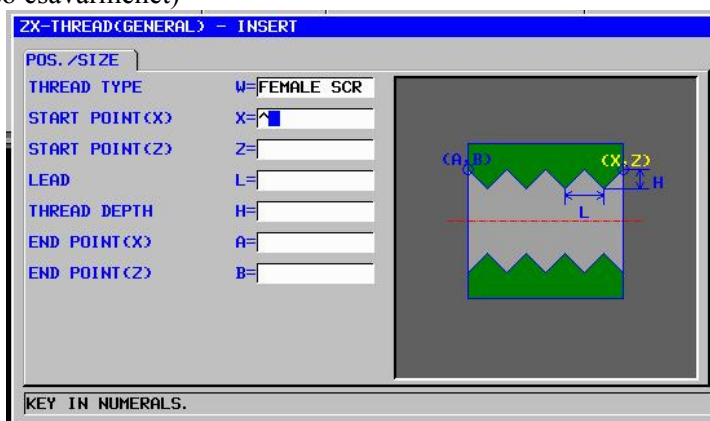 ó csavarmenet)
ZX-THREAD(GENERAL) - INSERT
POS./SIZE
THREAD TYPE W=FEMALE SCR
START POINT(X) X=^
START POINT(Z) Z=
LEAD L=
THREAD DEPTH H=
END POINT(X) A=
END POINT(Z) B=
(A,B) (X,Z)
H
L
KEY IN NUMERALS.